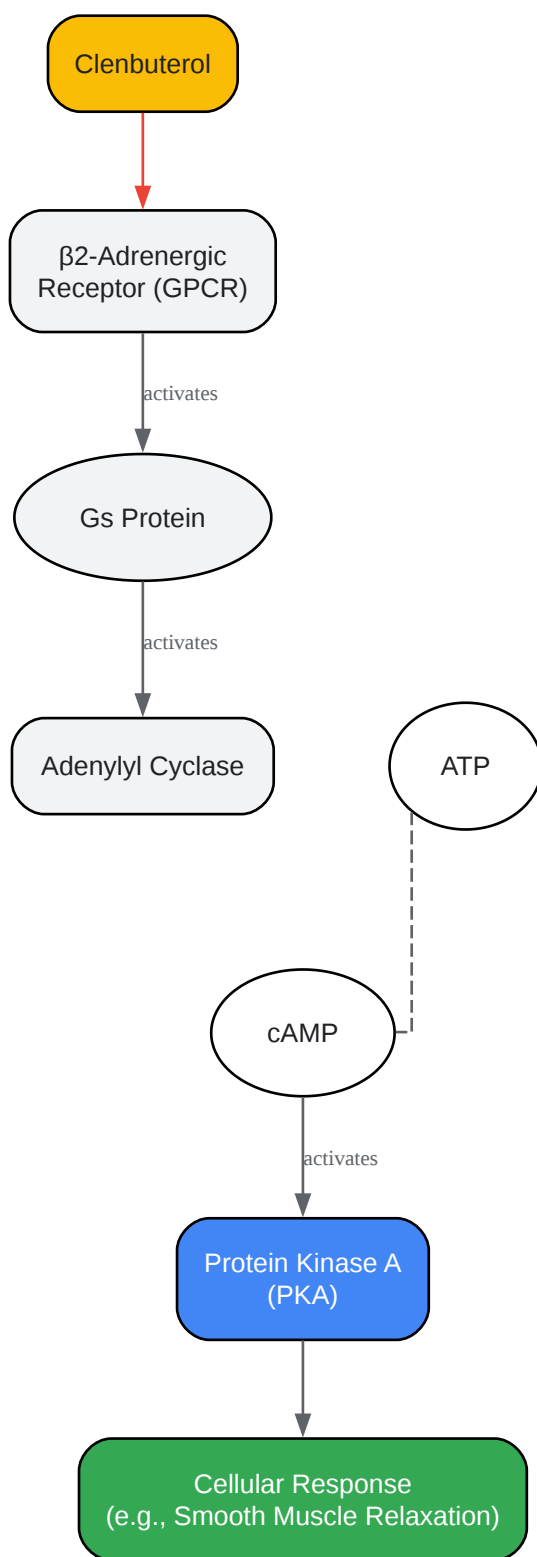 Clenbuterol
β2-Adrenergic
Receptor (GPCR)
activates
Gs Protein
activates
Adenylyl Cyclase
ATP
cAMP
activates
Protein Kinase A
(PKA)
Cellular Response
(e.g., Smooth Muscle Relaxation)